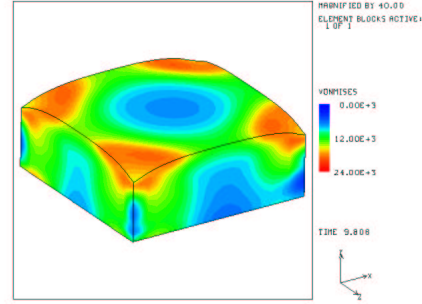 MAGNIFIED BY 40.00
ELEMENT BLOCKS ACTIVE:
1 OF 1
VONMISES
0.00E+3
12.00E+3
24.00E+3
TIME 9.808
Y
X
Z